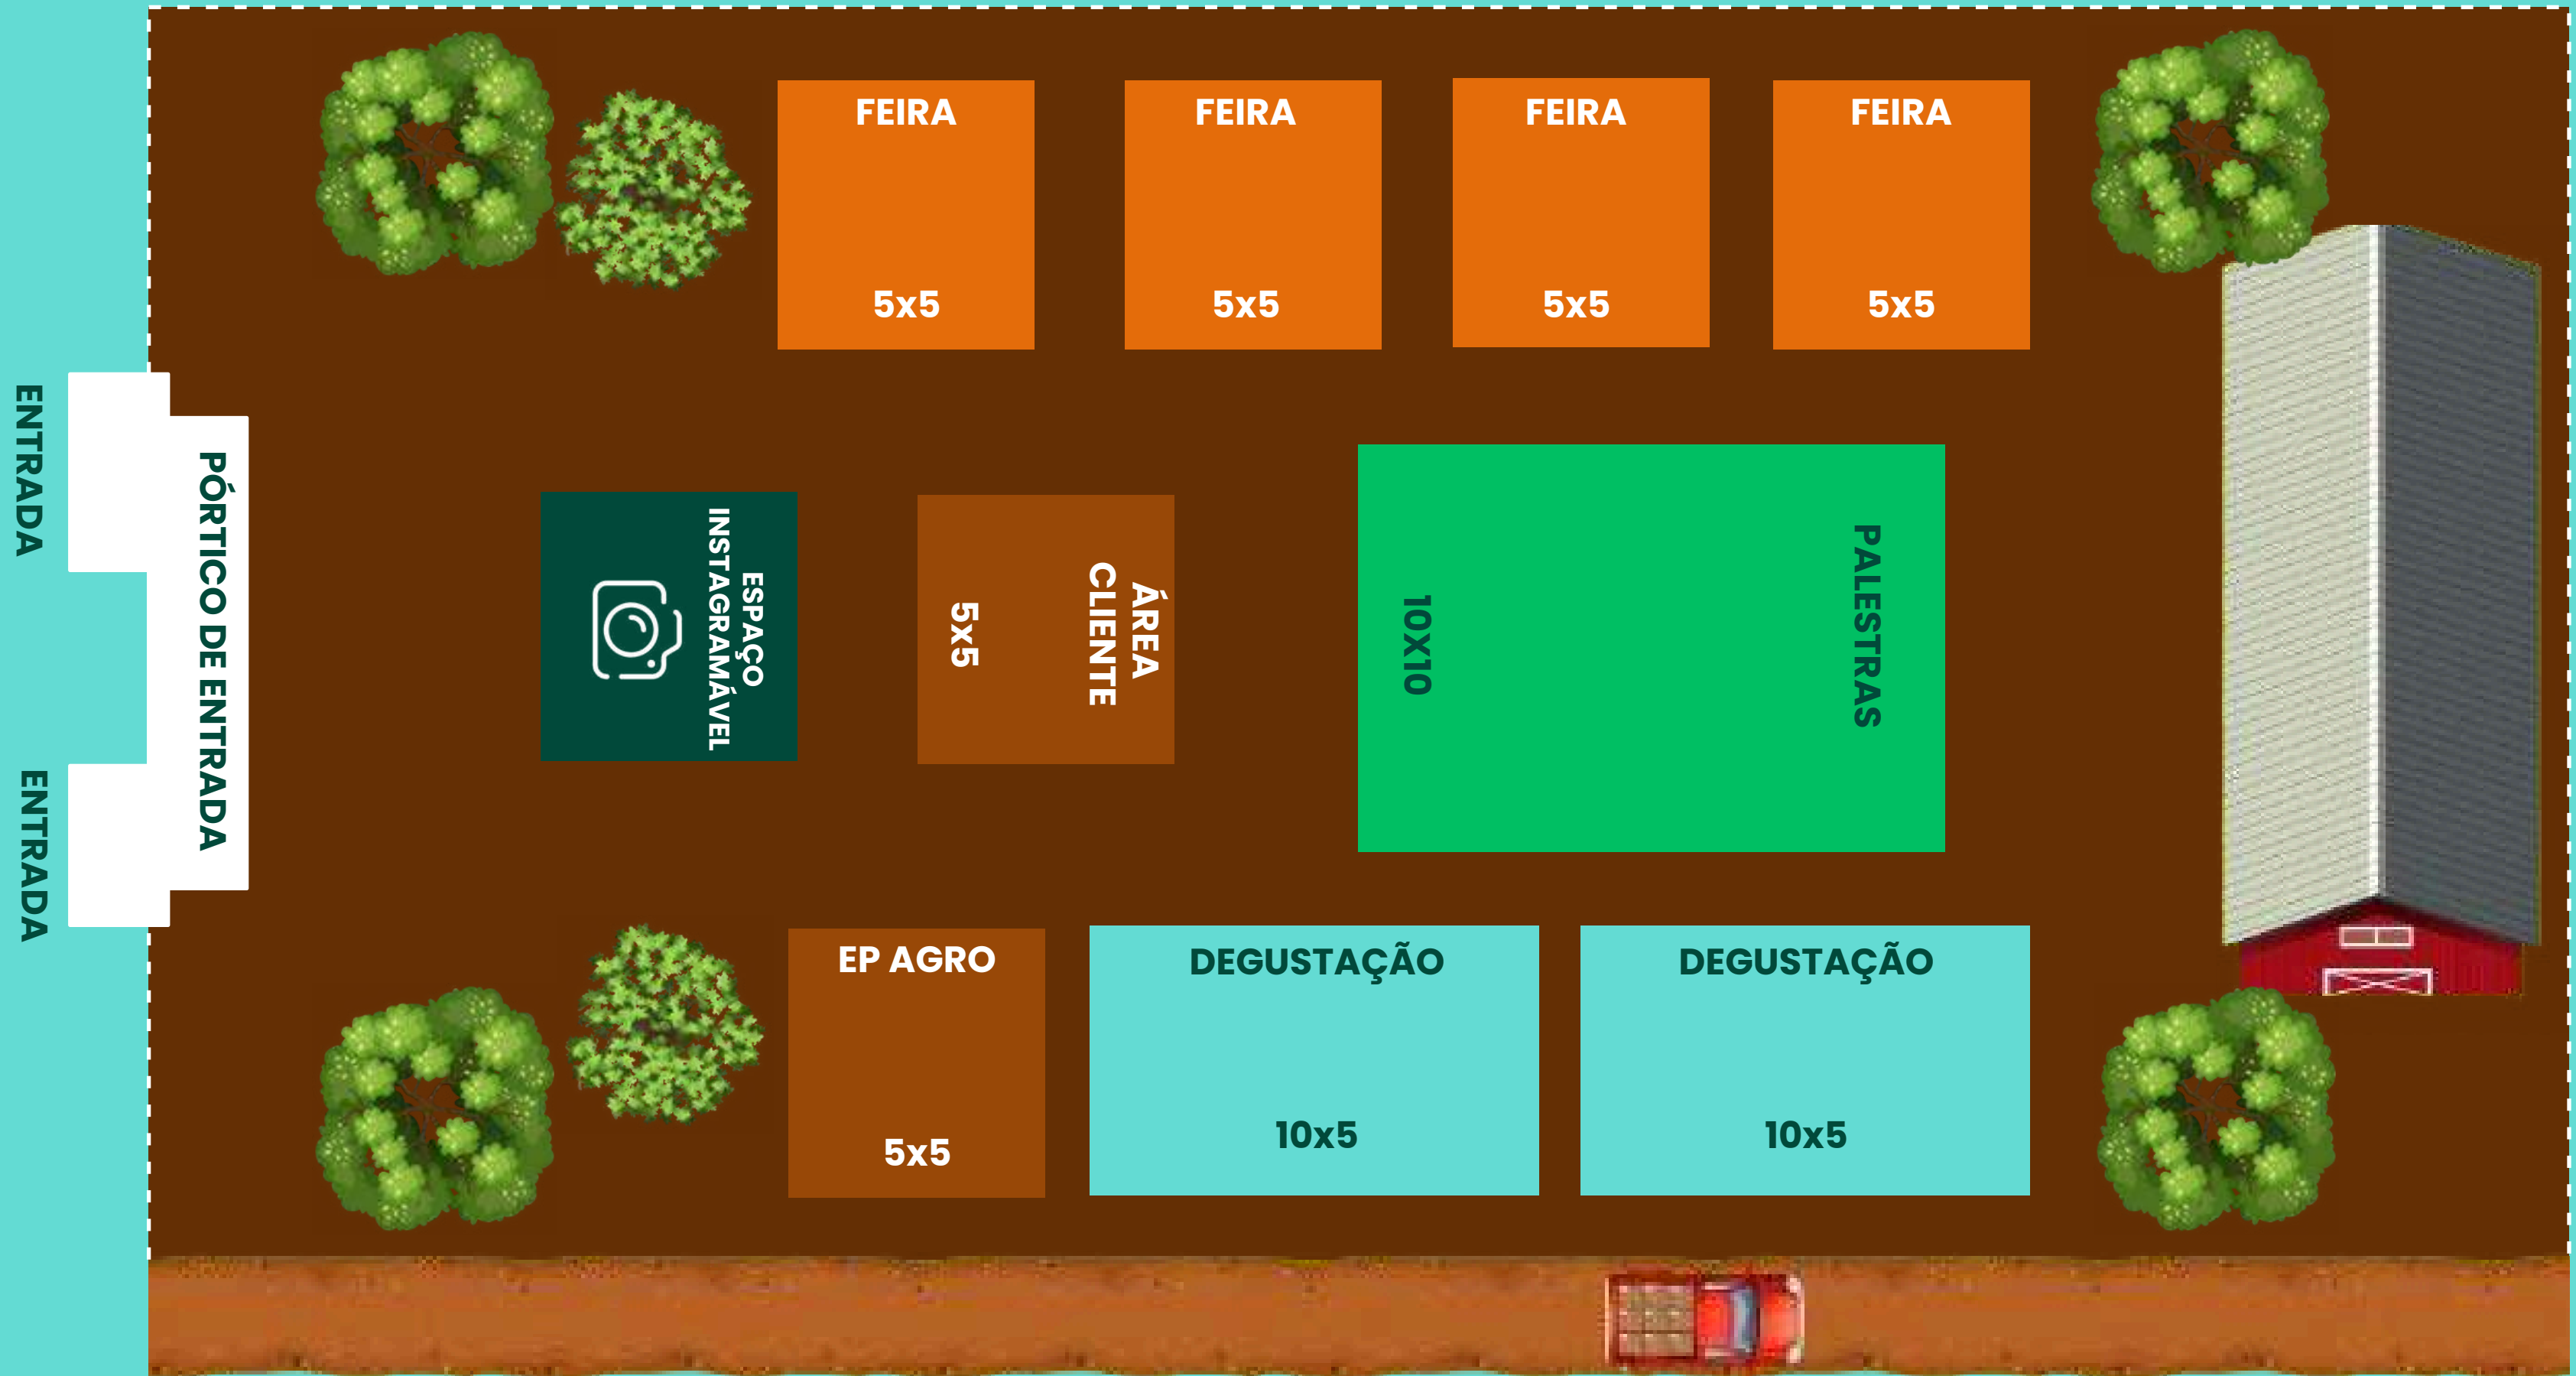 FEIRA
5x5
FEIRA
5x5
FEIRA
5x5
FEIRA
5x5
ENTRADA
ENTRADA
PÓRTICO DE ENTRADA
ESPAÇO
INSTAGRAMÁVEL
ÁREA
CLIENTE
5x5
PALESTRAS
10X10
EP AGRO
5x5
DEGUSTAÇÃO
10x5
DEGUSTAÇÃO
10x5